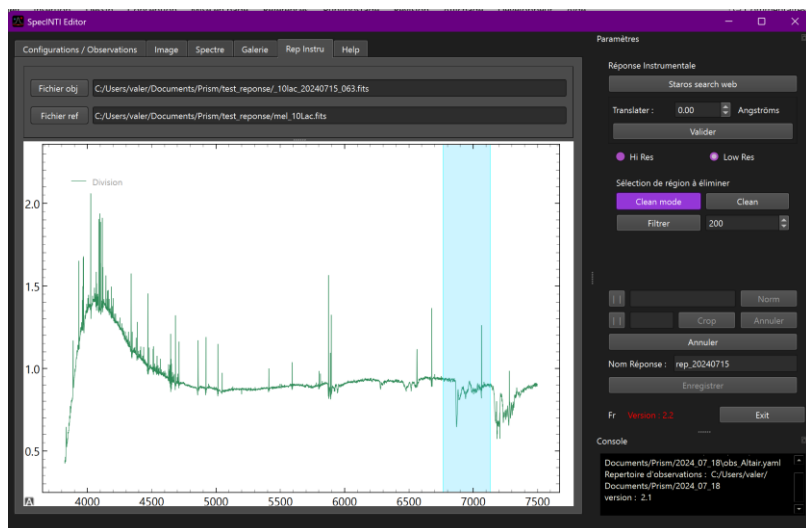 SpecINTI Editor
Configurations / Observations
Image
Spectre
Galerie
Rep Instru
Help
Fichier obj
C:/Users/valer/Documents/Prism/test_reponse/_10lac_20240715_063.fits
Fichier ref
C:/Users/valer/Documents/Prism/test_reponse/mel_10Lac.fits
Division
2.0
1.5
1.0
0.5
A
4000
4500
5000
5500
6000
6500
7000
7500
Paramètres
Réponse Instrumentale
Staros search web
Translater :
0.00
Angströms
Valider
Hi Res
Low Res
Sélection de région à éliminer
Clean mode
Clean
Filtrer
200
Norm
Crop
Annuler
Annuler
Nom Réponse :
rep_20240715
Enregistrer
Fr
Version : 2.2
Exit
Console
Documents/Prism/2024_07_18\obs_Altair.yaml
Repertoire d'observations : C:/Users/valer/
Documents/Prism/2024_07_18
version : 2.1